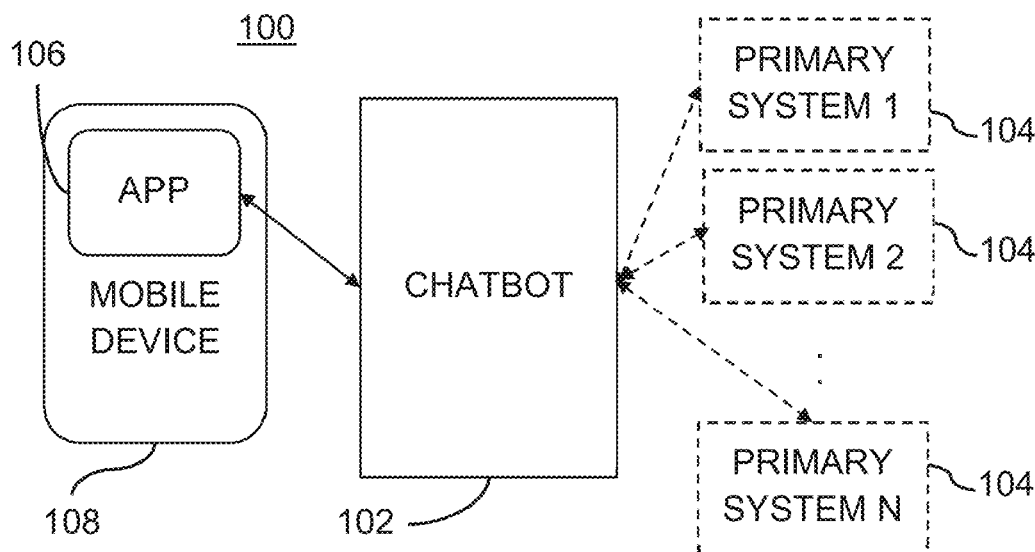 100
106
APP
MOBILE
DEVICE
108
CHATBOT
102
PRIMARY
SYSTEM 1
104
PRIMARY
SYSTEM 2
104
PRIMARY
SYSTEM N
104